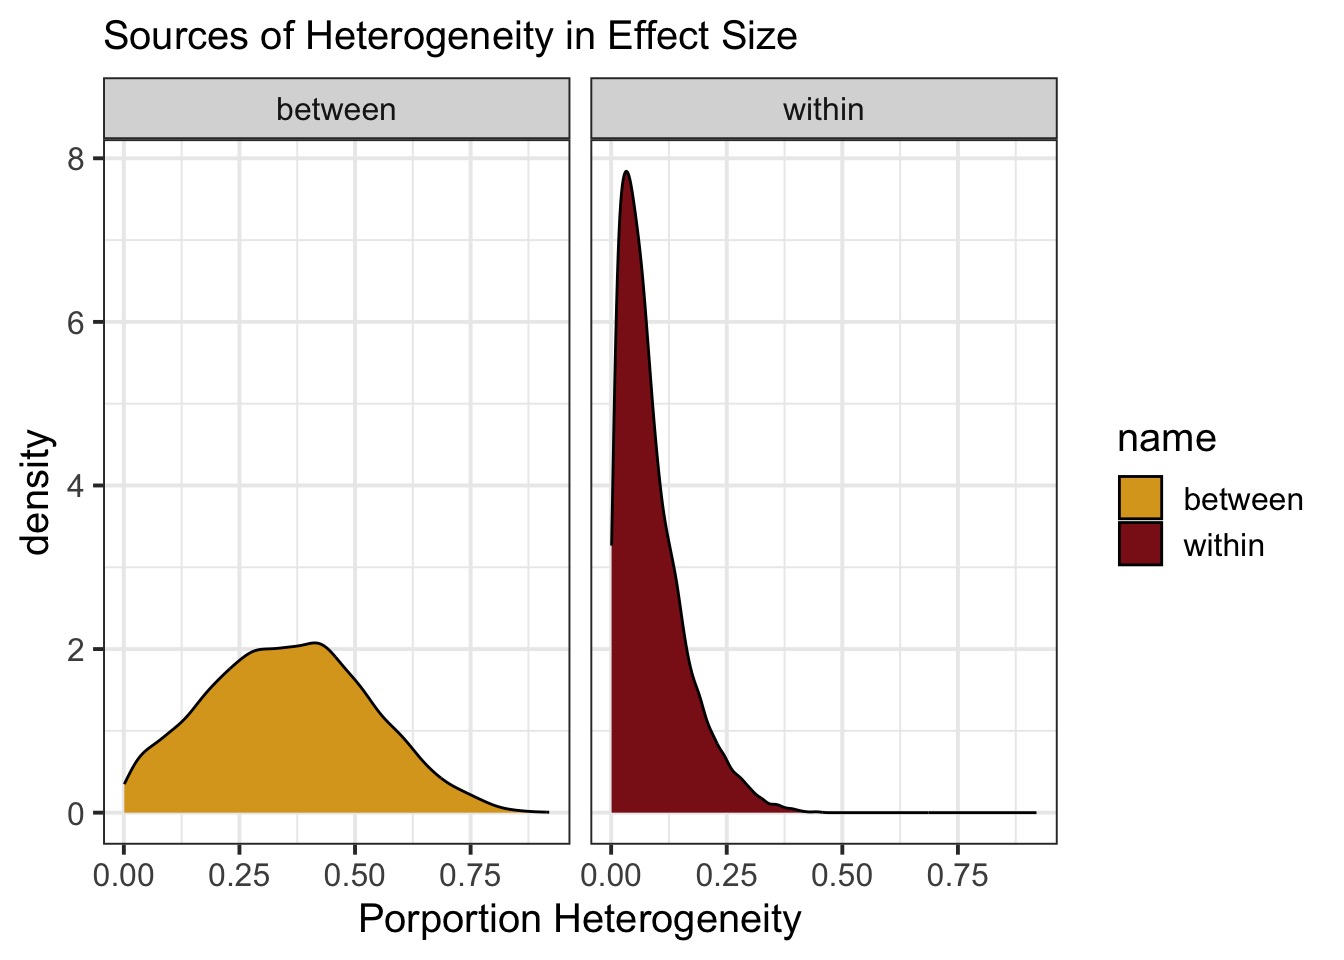 Sources of Heterogeneity in Effect Size
between
within
8
6
4
2
0
density
0.00 0.25 0.50 0.75
0.00 0.25 0.50 0.75
Porportion Heterogeneity
name
between
within